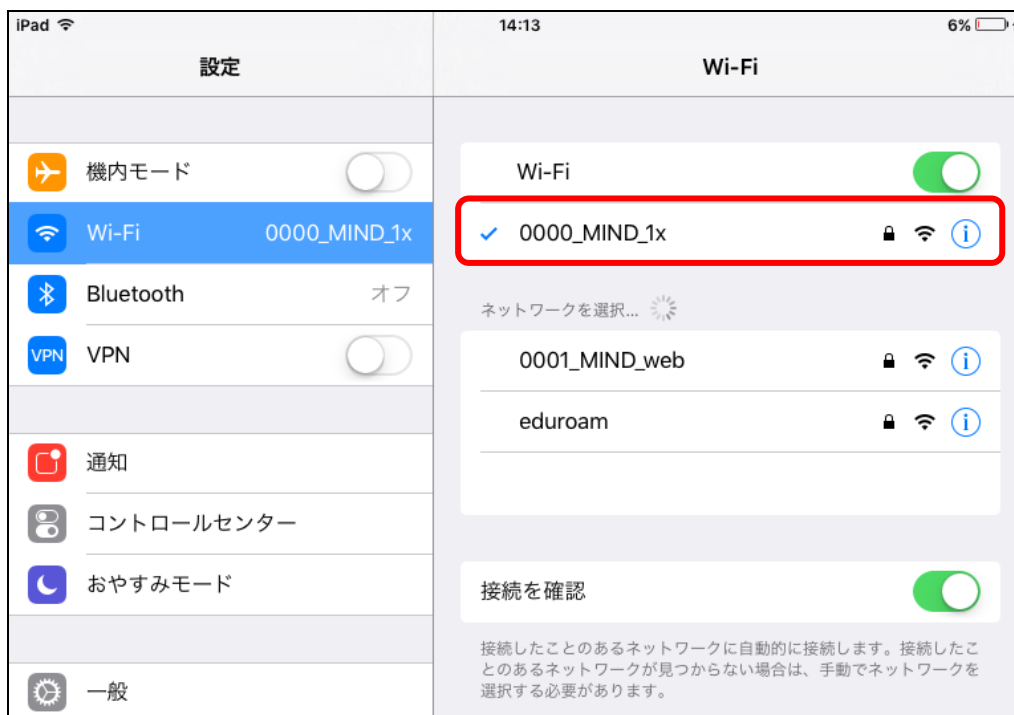 iPad
14:13
6%
設定
Wi-Fi
機内モード
Wi-Fi 0000_MIND_1x
Bluetooth オフ
VPN VPN
通知
コントロールセンター
おやすみモード
一般
Wi-Fi
0000_MIND_1x
ネットワークを選択...
0001_MIND_web
eduroam
接続を確認
接続したことのあるネットワークに自動的に接続します。接続したこ
とのあるネットワークが見つからない場合は、手動でネットワークを
選択する必要があります。